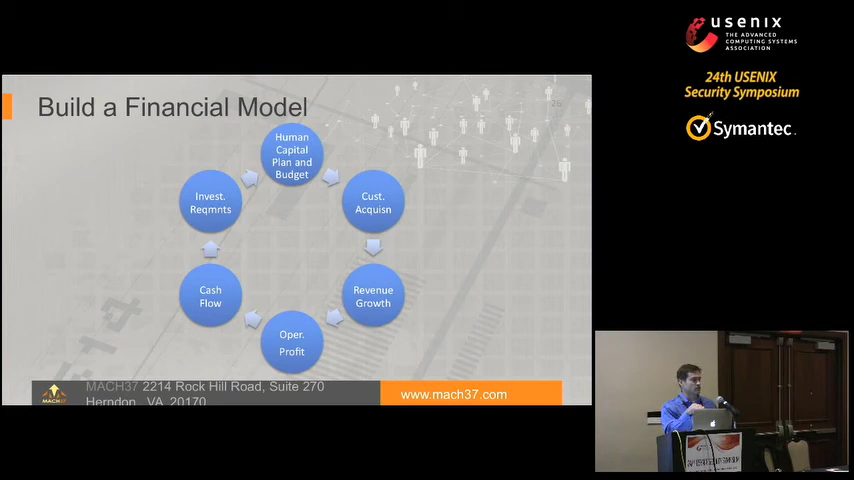 usenix
THE ADVANCED
COMPUTING SYSTEMS
ASSOCIATION
24th USENIX
Security Symposium
Symantec.
Build a Financial Model
26
Human
Capital
Plan and
Budget
Cust.
Acquisn
Revenue
Growth
Oper.
Profit
Cash
Flow
Invest.
Reqmnts
MACH37
MACH37 2214 Rock Hill Road, Suite 270
Herndon, VA, 20170
www.mach37.com